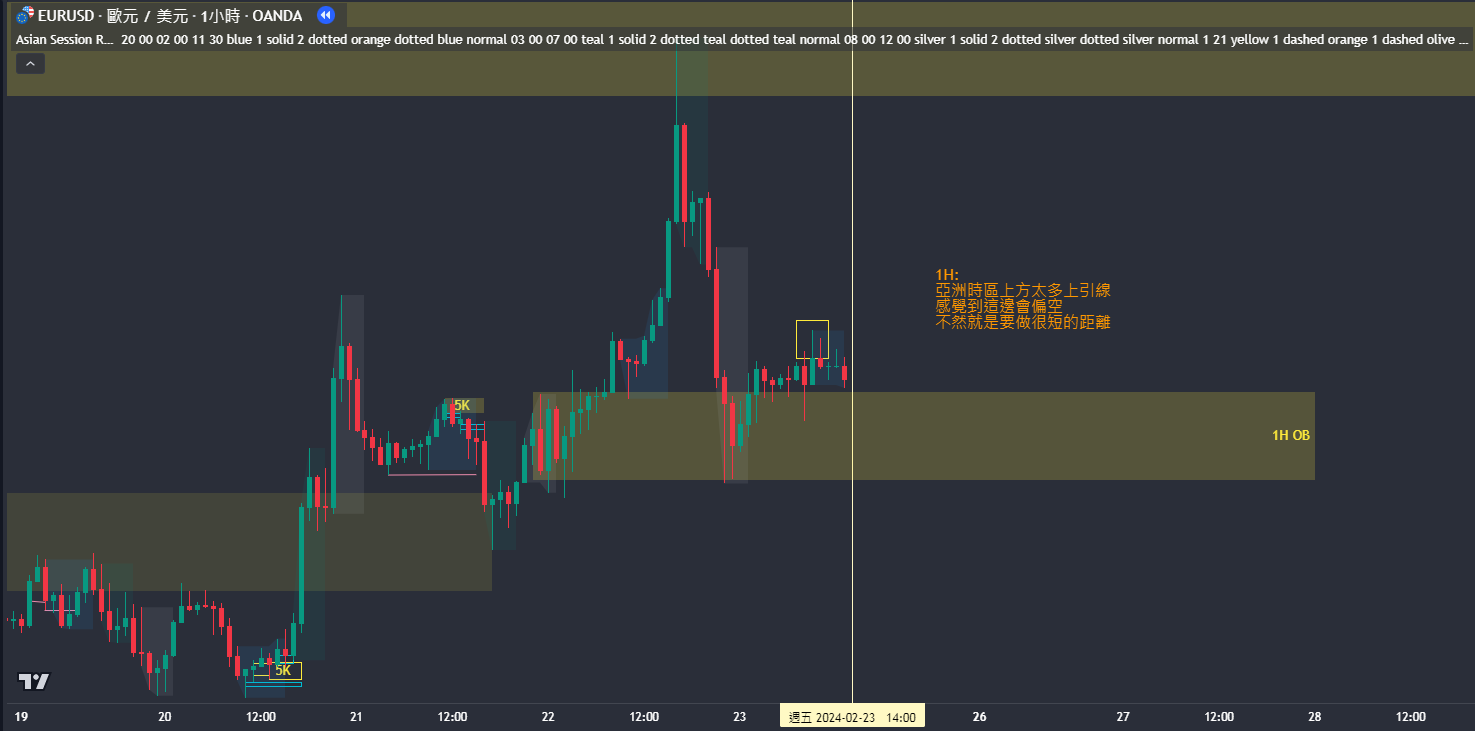 EURUSD · 歐元 / 美元 · 1小時 · OANDA
Asian Session R... 20 00 02 00 11 30 blue 1 solid 2 dotted orange dotted blue normal 03 00 07 00 teal 1 solid 2 dotted teal dotted teal normal 08 00 12 00 silver 1 solid 2 dotted silver dotted silver normal 1 21 yellow 1 dashed orange 1 dashed olive ...
1H:
亞洲時區上方太多上引線
感覺到這邊會偏空
不然就是要做很短的距離
5K
1H OB
5K
19 20 12:00 21 12:00 22 12:00 23 週五 2024-02-23 14:00 26 27 12:00 28 12:00